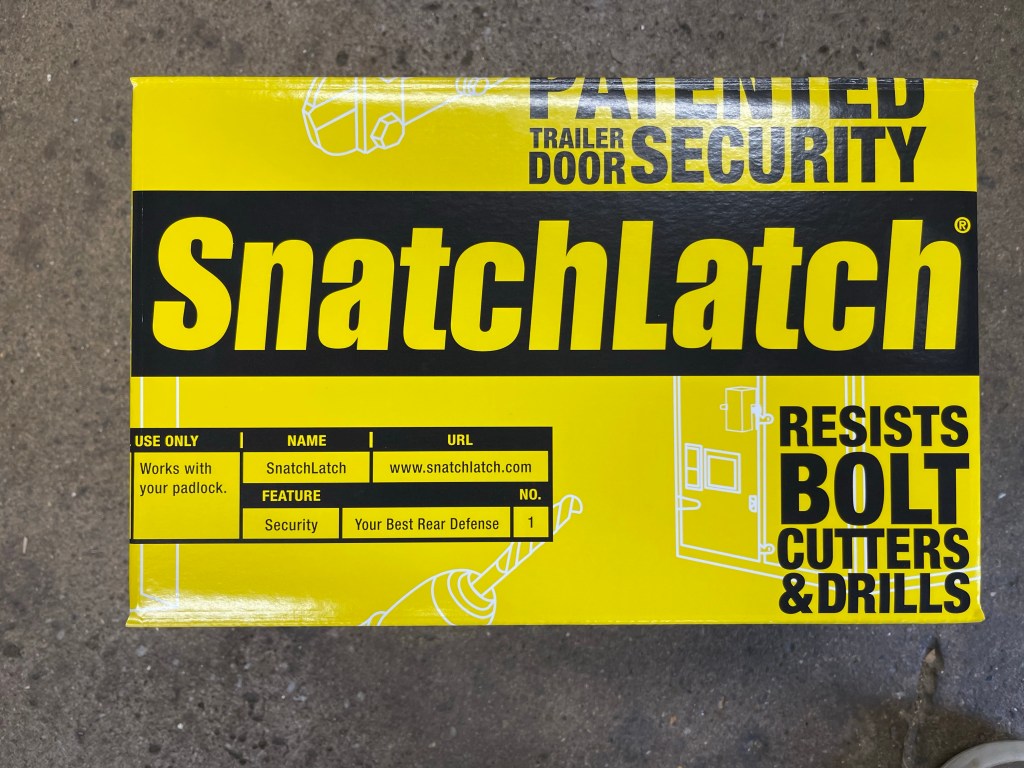 PATENTED
TRAILER
DOOR SECURITY
SnatchLatch®
USE ONLY | NAME | URL
Works with
your padlock.
SnatchLatch
www.snatchlatch.com
FEATURE NO.
Security
Your Best Rear Defense
1
RESISTS
BOLT
CUTTERS
& DRILLS